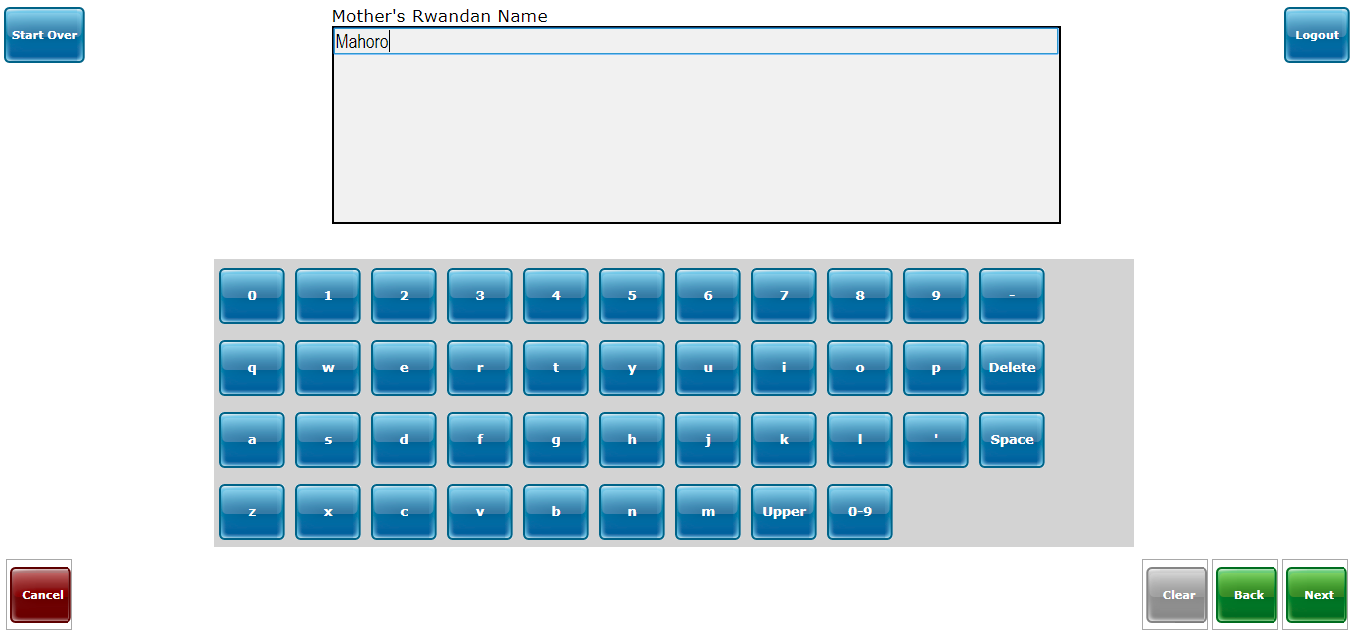 Mother's Rwandan Name
Start Over
Mahoro
Logout
0 1 2 3 4 5 6 7 8 9 -
q w e r t y u i o p Delete
a s d f g h j k l ' Space
z x c v b n m Upper 0-9
Cancel
Clear Back Next